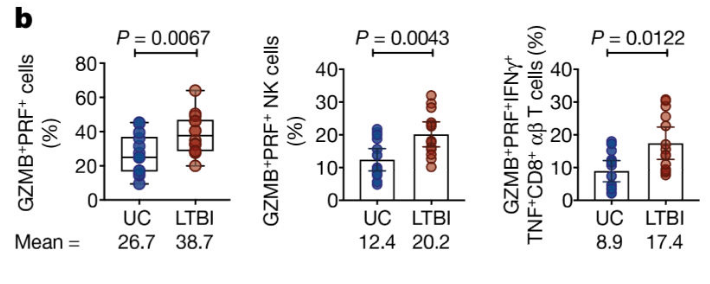 b
P = 0.0067
GZMB⁺PRF⁺ cells
(%)
80
60
40
20
0
UC LTBI
Mean = 26.7 38.7
P = 0.0043
GZMB⁺PRF⁺ NK cells
(%)
40
30
20
10
0
UC LTBI
12.4 20.2
P = 0.0122
GZMB⁺PRF⁺IFNγ⁺
TNF⁺CD8⁺ αβ T cells (%)
40
30
20
10
0
UC LTBI
8.9 17.4